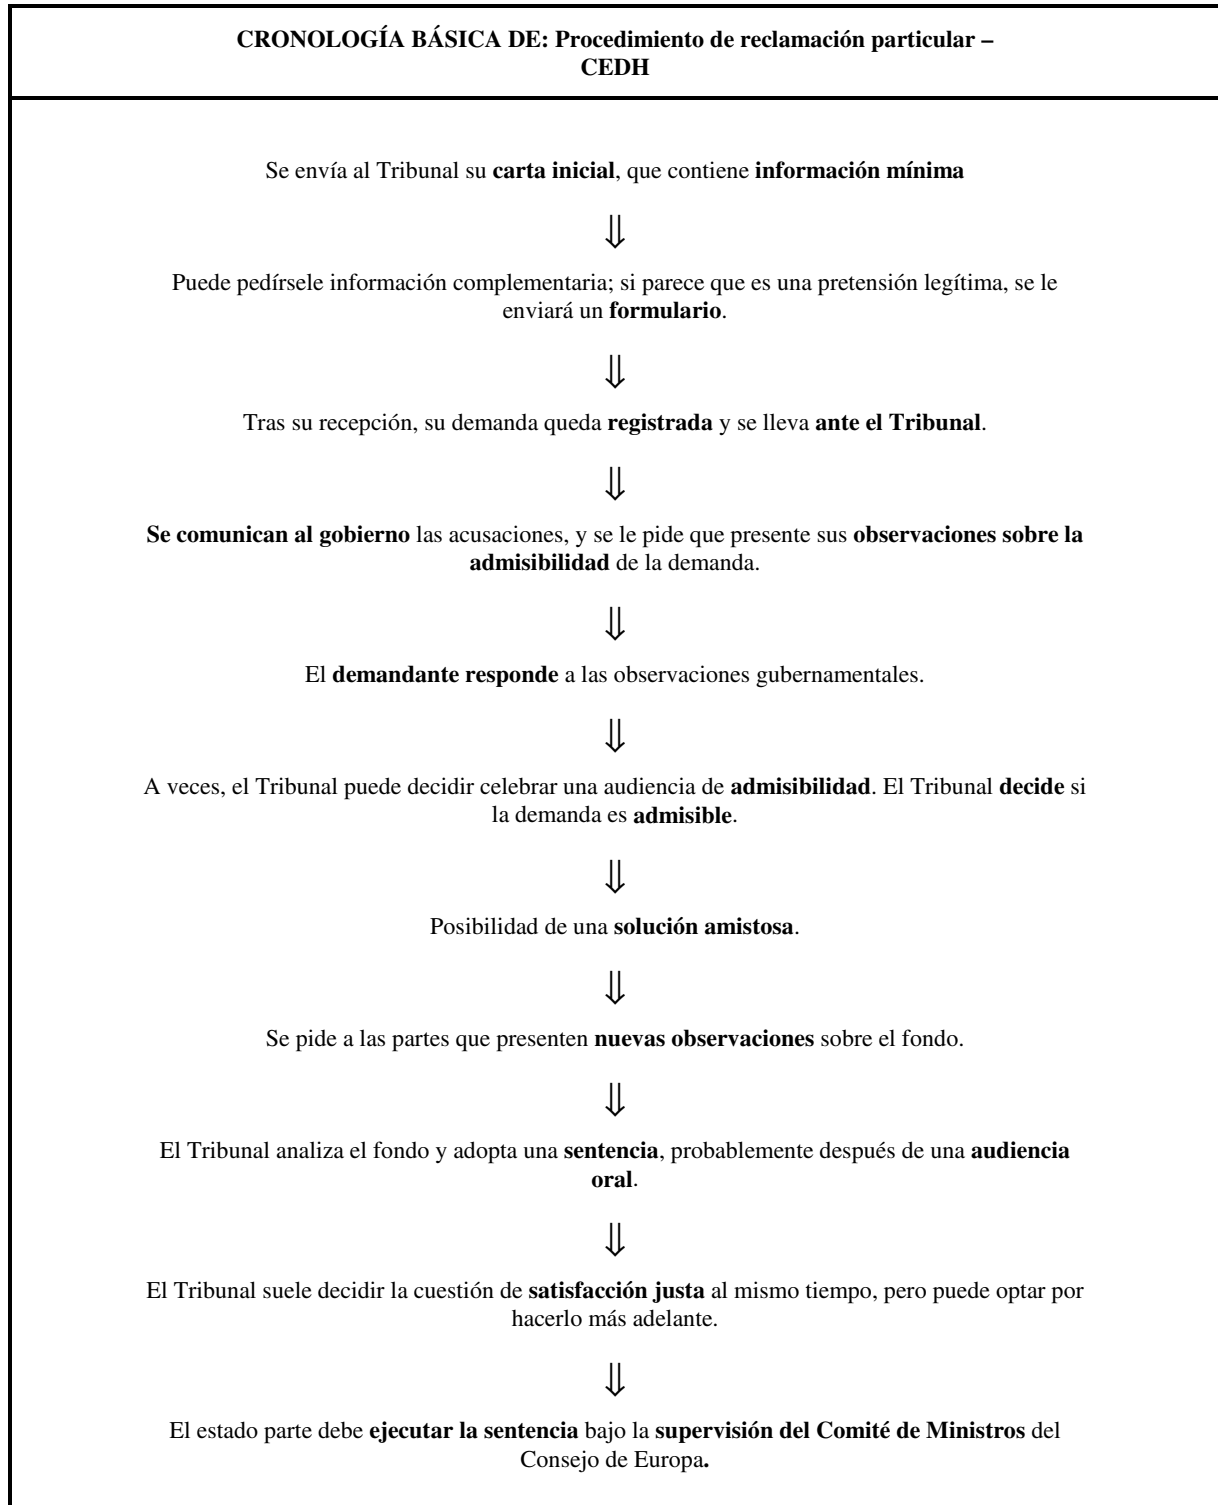 CRONOLOGÍA BÁSICA DE: Procedimiento de reclamación particular –
CEDH
Se envía al Tribunal su carta inicial, que contiene información mínima
⇓
Puede pedírsele información complementaria; si parece que es una pretensión legítima, se le
enviará un formulario.
⇓
Tras su recepción, su demanda queda registrada y se lleva ante el Tribunal.
⇓
Se comunican al gobierno las acusaciones, y se le pide que presente sus observaciones sobre la
admisibilidad de la demanda.
⇓
El demandante responde a las observaciones gubernamentales.
⇓
A veces, el Tribunal puede decidir celebrar una audiencia de admisibilidad. El Tribunal decide si
la demanda es admisible.
⇓
Posibilidad de una solución amistosa.
⇓
Se pide a las partes que presenten nuevas observaciones sobre el fondo.
⇓
El Tribunal analiza el fondo y adopta una sentencia, probablemente después de una audiencia
oral.
⇓
El Tribunal suele decidir la cuestión de satisfacción justa al mismo tiempo, pero puede optar por
hacerlo más adelante.
⇓
El estado parte debe ejecutar la sentencia bajo la supervisión del Comité de Ministros del
Consejo de Europa.